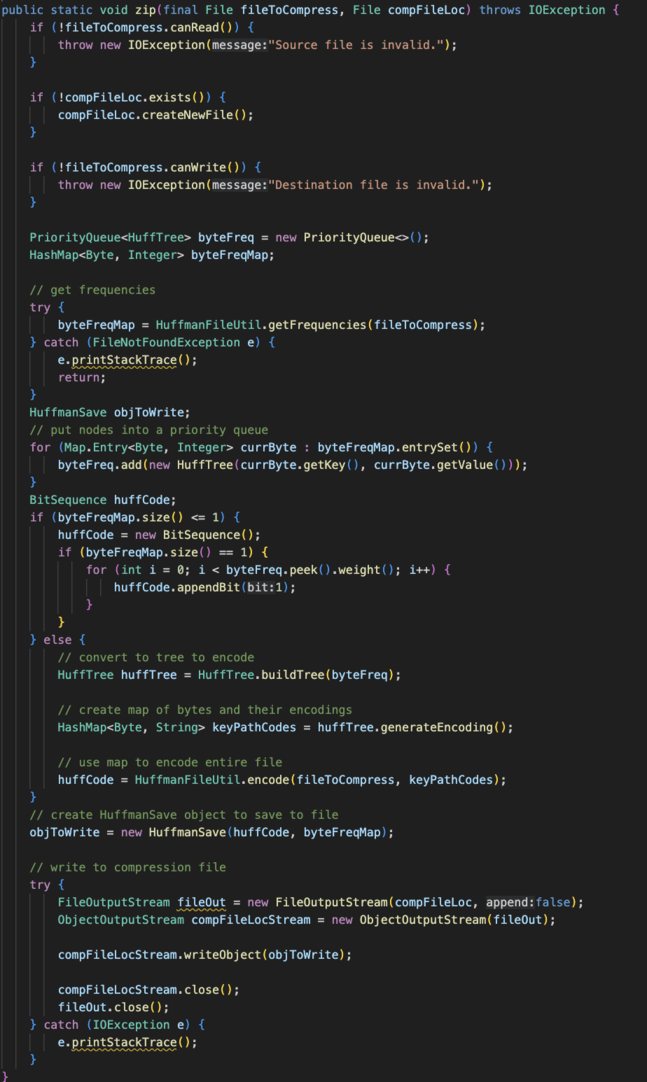 public static void zip(final File fileToCompress, File compFileLoc) throws IOException {
    if (!fileToCompress.canRead()) {
        throw new IOException(message:"Source file is invalid.");
    }

    if (!compFileLoc.exists()) {
        compFileLoc.createNewFile();
    }

    if (!fileToCompress.canWrite()) {
        throw new IOException(message:"Destination file is invalid.");
    }

    PriorityQueue<HuffTree> byteFreq = new PriorityQueue<>();
    HashMap<Byte, Integer> byteFreqMap;

    // get frequencies
    try {
        byteFreqMap = HuffmanFileUtil.getFrequencies(fileToCompress);
    } catch (FileNotFoundException e) {
        e.printStackTrace();
        return;
    }
    HuffmanSave objToWrite;
    // put nodes into a priority queue
    for (Map.Entry<Byte, Integer> currByte : byteFreqMap.entrySet()) {
        byteFreq.add(new HuffTree(currByte.getKey(), currByte.getValue()));
    }
    BitSequence huffCode;
    if (byteFreqMap.size() <= 1) {
        huffCode = new BitSequence();
        if (byteFreqMap.size() == 1) {
            for (int i = 0; i < byteFreq.peek().weight(); i++) {
                huffCode.appendBit(bit:1);
            }
        }
    } else {
        // convert to tree to encode
        HuffTree huffTree = HuffTree.buildTree(byteFreq);

        // create map of bytes and their encodings
        HashMap<Byte, String> keyPathCodes = huffTree.generateEncoding();

        // use map to encode entire file
        huffCode = HuffmanFileUtil.encode(fileToCompress, keyPathCodes);
    }
    // create HuffmanSave object to save to file
    objToWrite = new HuffmanSave(huffCode, byteFreqMap);

    // write to compression file
    try {
        FileOutputStream fileOut = new FileOutputStream(compFileLoc, append:false);
        ObjectOutputStream compFileLocStream = new ObjectOutputStream(fileOut);

        compFileLocStream.writeObject(objToWrite);

        compFileLocStream.close();
        fileOut.close();
    } catch (IOException e) {
        e.printStackTrace();
    }
}